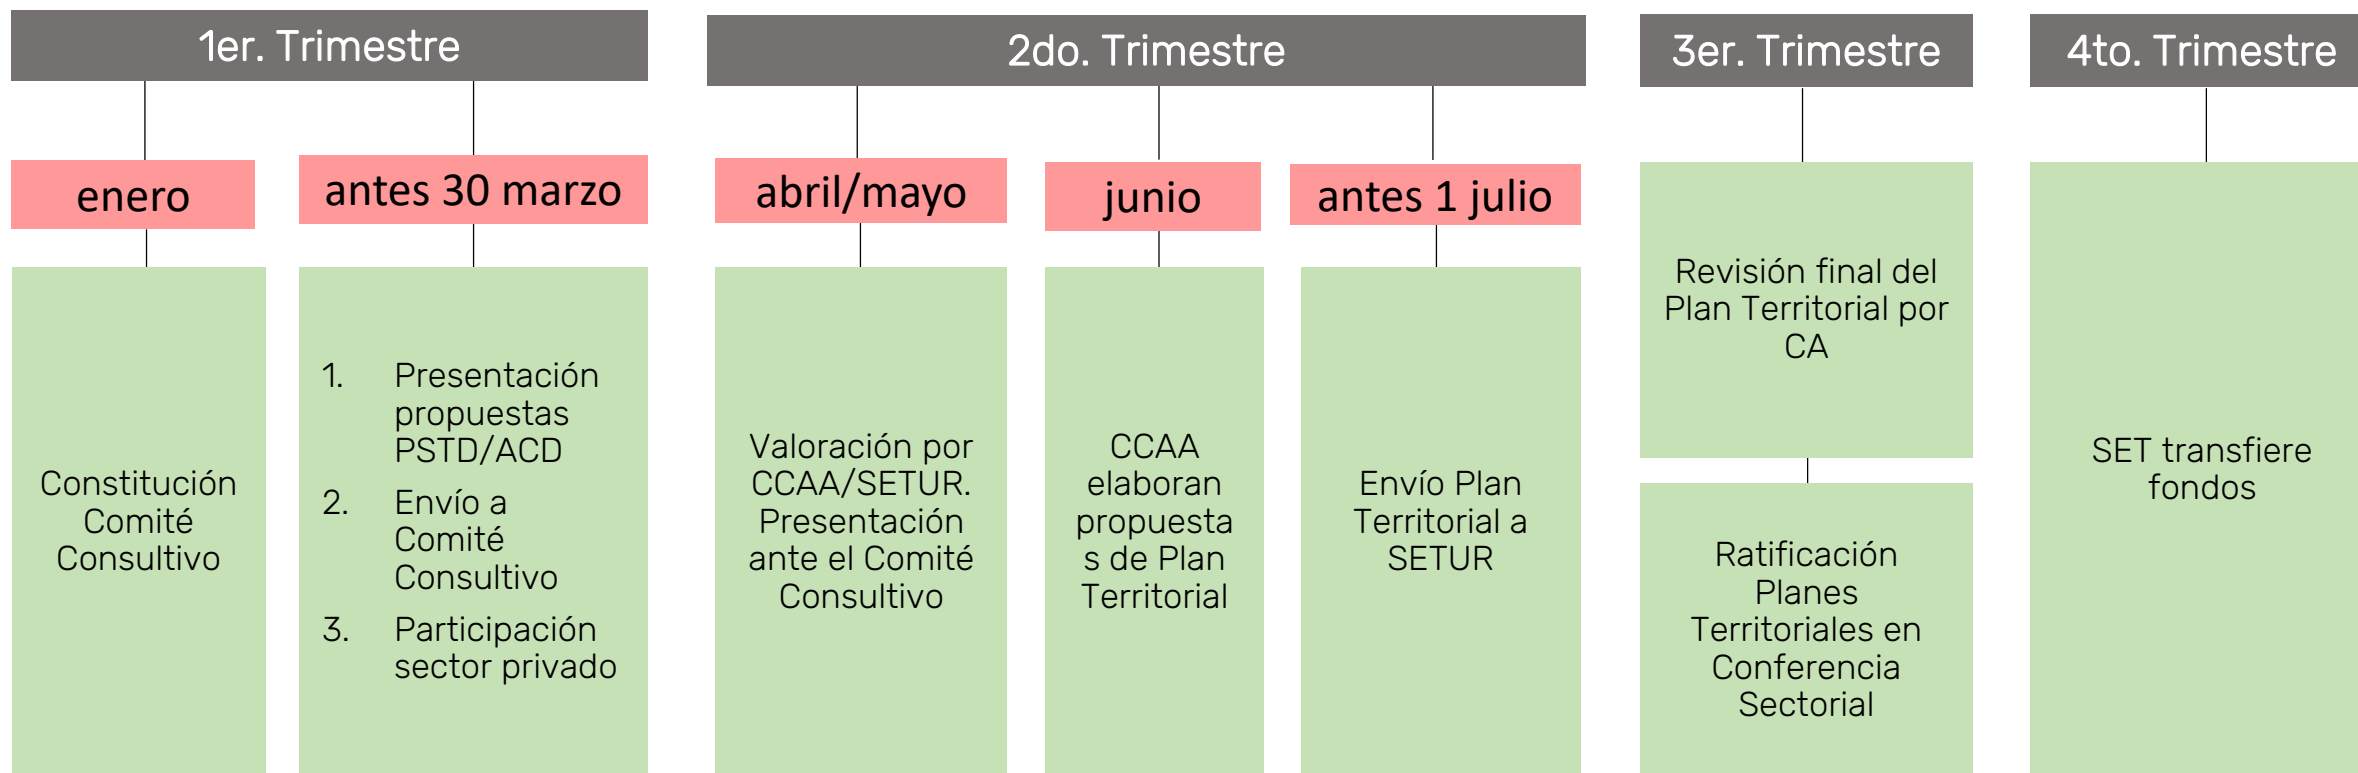 1er. Trimestre
enero
Constitución
Comité
Consultivo
antes 30 marzo
1. Presentación
propuestas
PSTD/ACD
2. Envío a
Comité
Consultivo
3. Participación
sector privado
2do. Trimestre
abril/mayo
Valoración por
CCAA/SETUR.
Presentación
ante el Comité
Consultivo
junio
CCAA
elaboran
propuesta
s de Plan
Territorial
antes 1 julio
Envío Plan
Territorial a
SETUR
3er. Trimestre
Revisión final del
Plan Territorial por
CA
Ratificación
Planes
Territoriales en
Conferencia
Sectorial
4to. Trimestre
SET transfiere
fondos